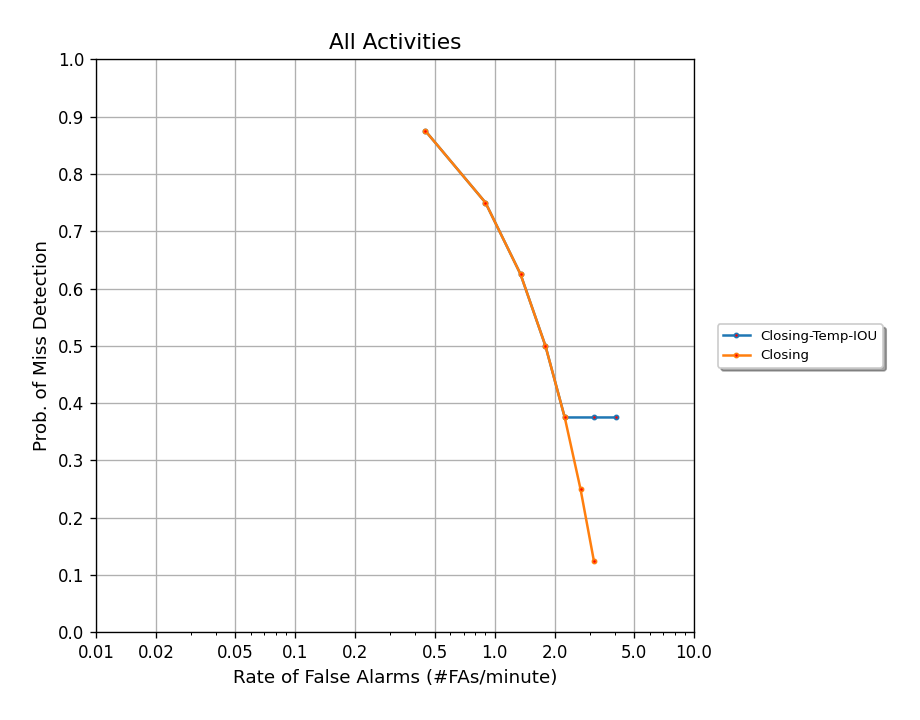 All Activities
1.0
0.9
0.8
0.7
0.6
0.5
0.4
0.3
0.2
0.1
0.0
Prob. of Miss Detection
0.01 0.02 0.05 0.1 0.2 0.5 1.0 2.0 5.0 10.0
Rate of False Alarms (#FAs/minute)
Closing-Temp-IOU
Closing